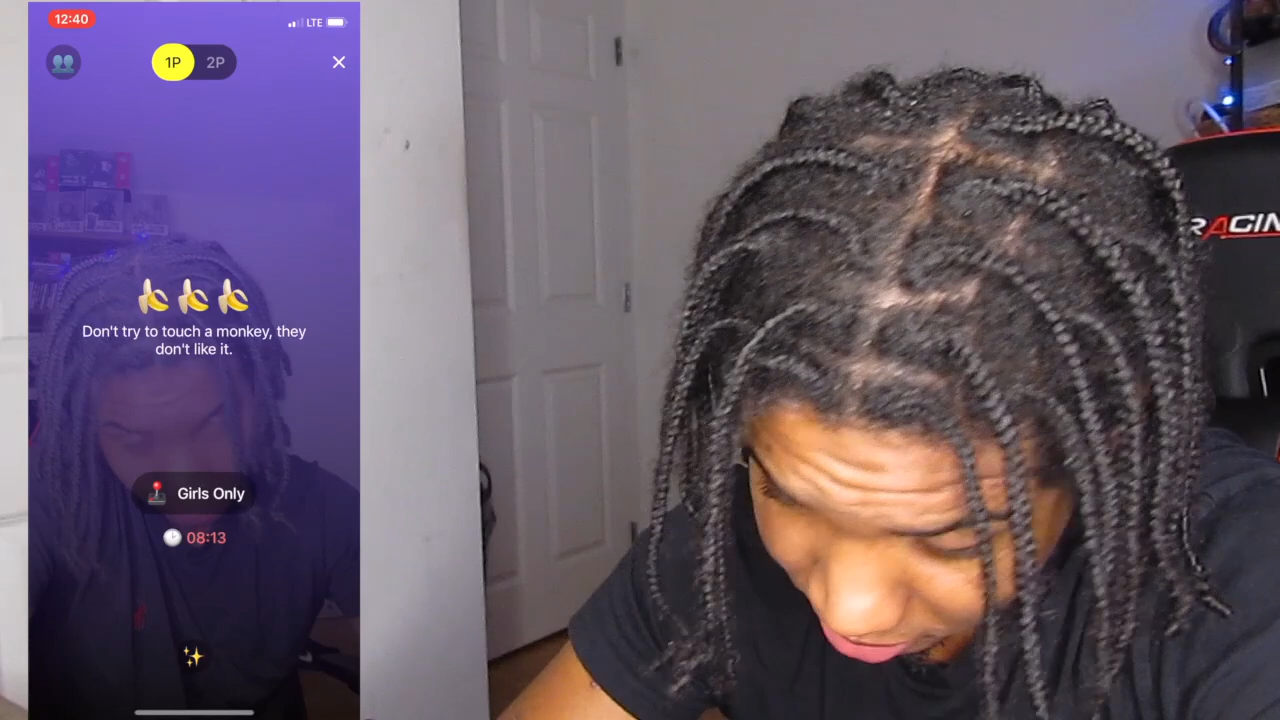 12:40
LTE
1P 2P
Don't try to touch a monkey, they
don't like it.
Girls Only
08:13
RACIN